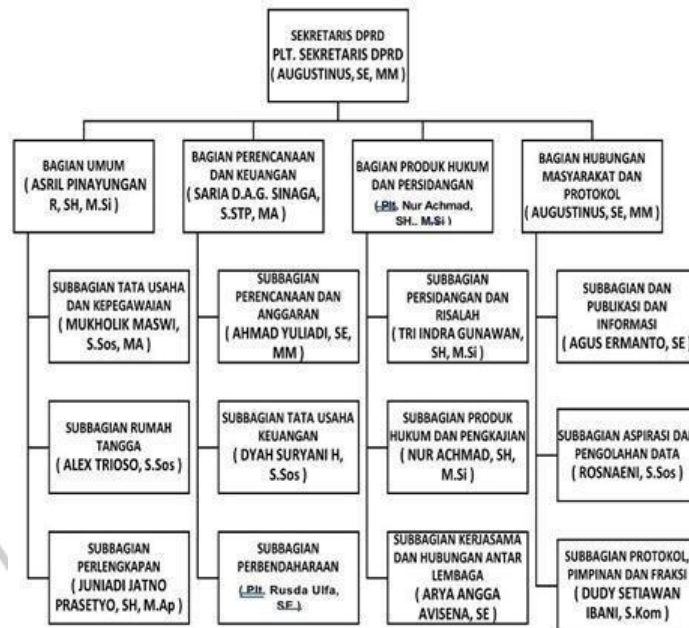 SEKRETARIS DPRD
PLT. SEKRETARIS DPRD
( AUGUSTINUS, SE, MM )
BAGIAN UMUM
( ASRIL PINAYUNGAN
R, SH, M.Si )
BAGIAN PERENCANAAN
DAN KEUANGAN
( SARIA D.A.G. SINAGA,
S.STP, MA )
BAGIAN PRODUK HUKUM
DAN PERSIDANGAN
( Plt. Nur Achmad,
SH., M.Si )
BAGIAN HUBUNGAN
MASYARAKAT DAN
PROTOKOL
( AUGUSTINUS, SE, MM )
SUBBAGIAN TATA USAHA
DAN KEPEGAWAIAN
( MUKHOLIK MASWI,
S.Sos, MA )
SUBBAGIAN
PERENCANAAN DAN
ANGGARAN
( AHMAD YULIADI, SE,
MM )
SUBBAGIAN
PERSIDANGAN DAN
RISALAH
( TRI INDRA GUNAWAN,
SH, M.Si )
SUBBAGIAN DAN
PUBLIKASI DAN
INFORMASI
( AGUS ERMANTO, SE )
SUBBAGIAN RUMAH
TANGGA
( ALEX TRIOSO, S.Sos )
SUBBAGIAN TATA USAHA
KEUANGAN
( DYAH SURYANI H,
S.Sos )
SUBBAGIAN PRODUK
HUKUM DAN PENGKAJIAN
( NUR ACHMAD, SH,
M.Si )
SUBBAGIAN ASPIRASI DA
PENGOLAHAN DATA
( ROSNAENI, S.Sos )
SUBBAGIAN
PERLENGKAPAN
( JUNIADI JATNO
PRASETYO, SH, M.Ap )
SUBBAGIAN
PERBENDAHARAAN
( Plt. Rusda Ulfa,
SE )
SUBBAGIAN KERJASAMA
DAN HUBUNGAN ANTAR
LEMBAGA
( ARYA ANGGA
AVISENA, SE )
SUBBAGIAN PROTOKOL,
PIMPINAN DAN FRAKSI
( DUDY SETIAWAN
IBANI, S.Kom )